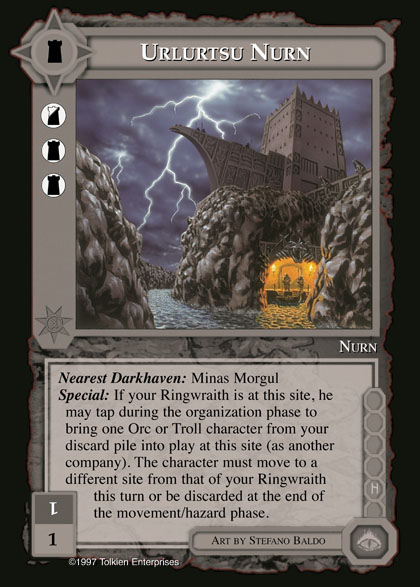 Urlurtsu Nurn
Nurn
Nearest Darkhaven: Minas Morgul
Special: If your Ringwraith is at this site, he
may tap during the organization phase to
bring one Orc or Troll character from your
discard pile into play at this site (as another
company). The character must move to a
different site from that of your Ringwraith
this turn or be discarded at the end of
the movement/hazard phase.
H
1
1
Art by Stefano Baldo
©1997 Tolkien Enterprises